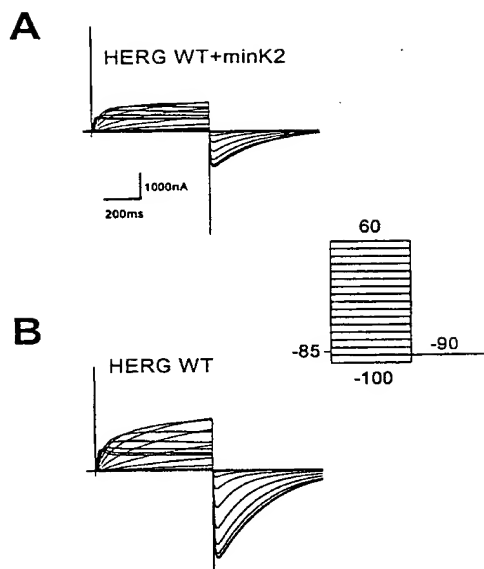 A
HERG WT+minK2
1000nA
200ms
60
-85
-90
-100
B
HERG WT